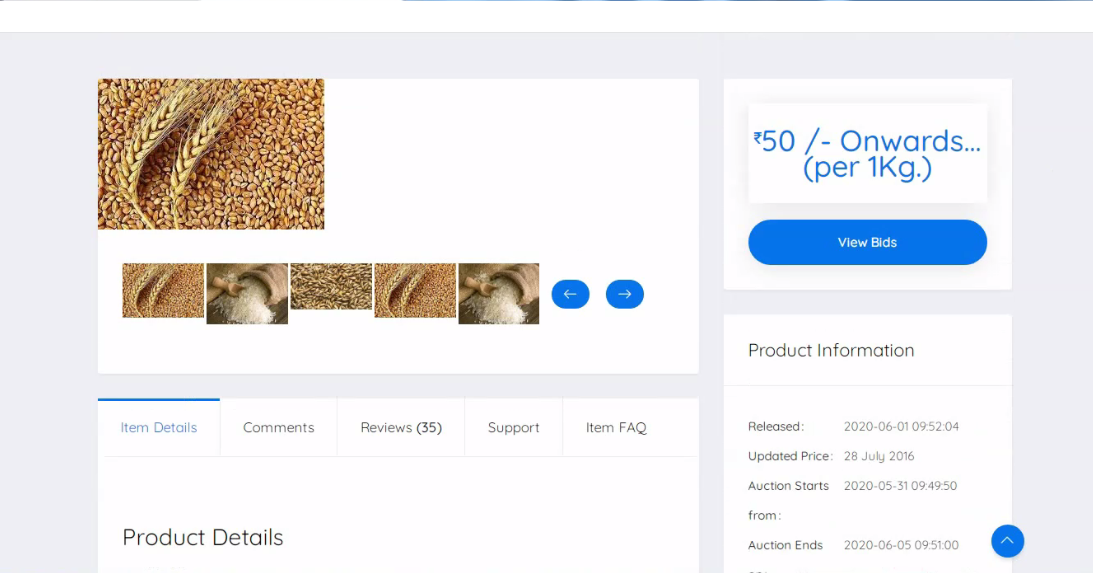 ₹50 /- Onwards...
(per 1Kg.)
View Bids
Item Details
Comments
Reviews (35)
Support
Item FAQ
Product Details
Product Information
Released: 2020-06-01 09:52:04
Updated Price: 28 July 2016
Auction Starts from: 2020-05-31 09:49:50
Auction Ends 2020-06-05 09:51:00